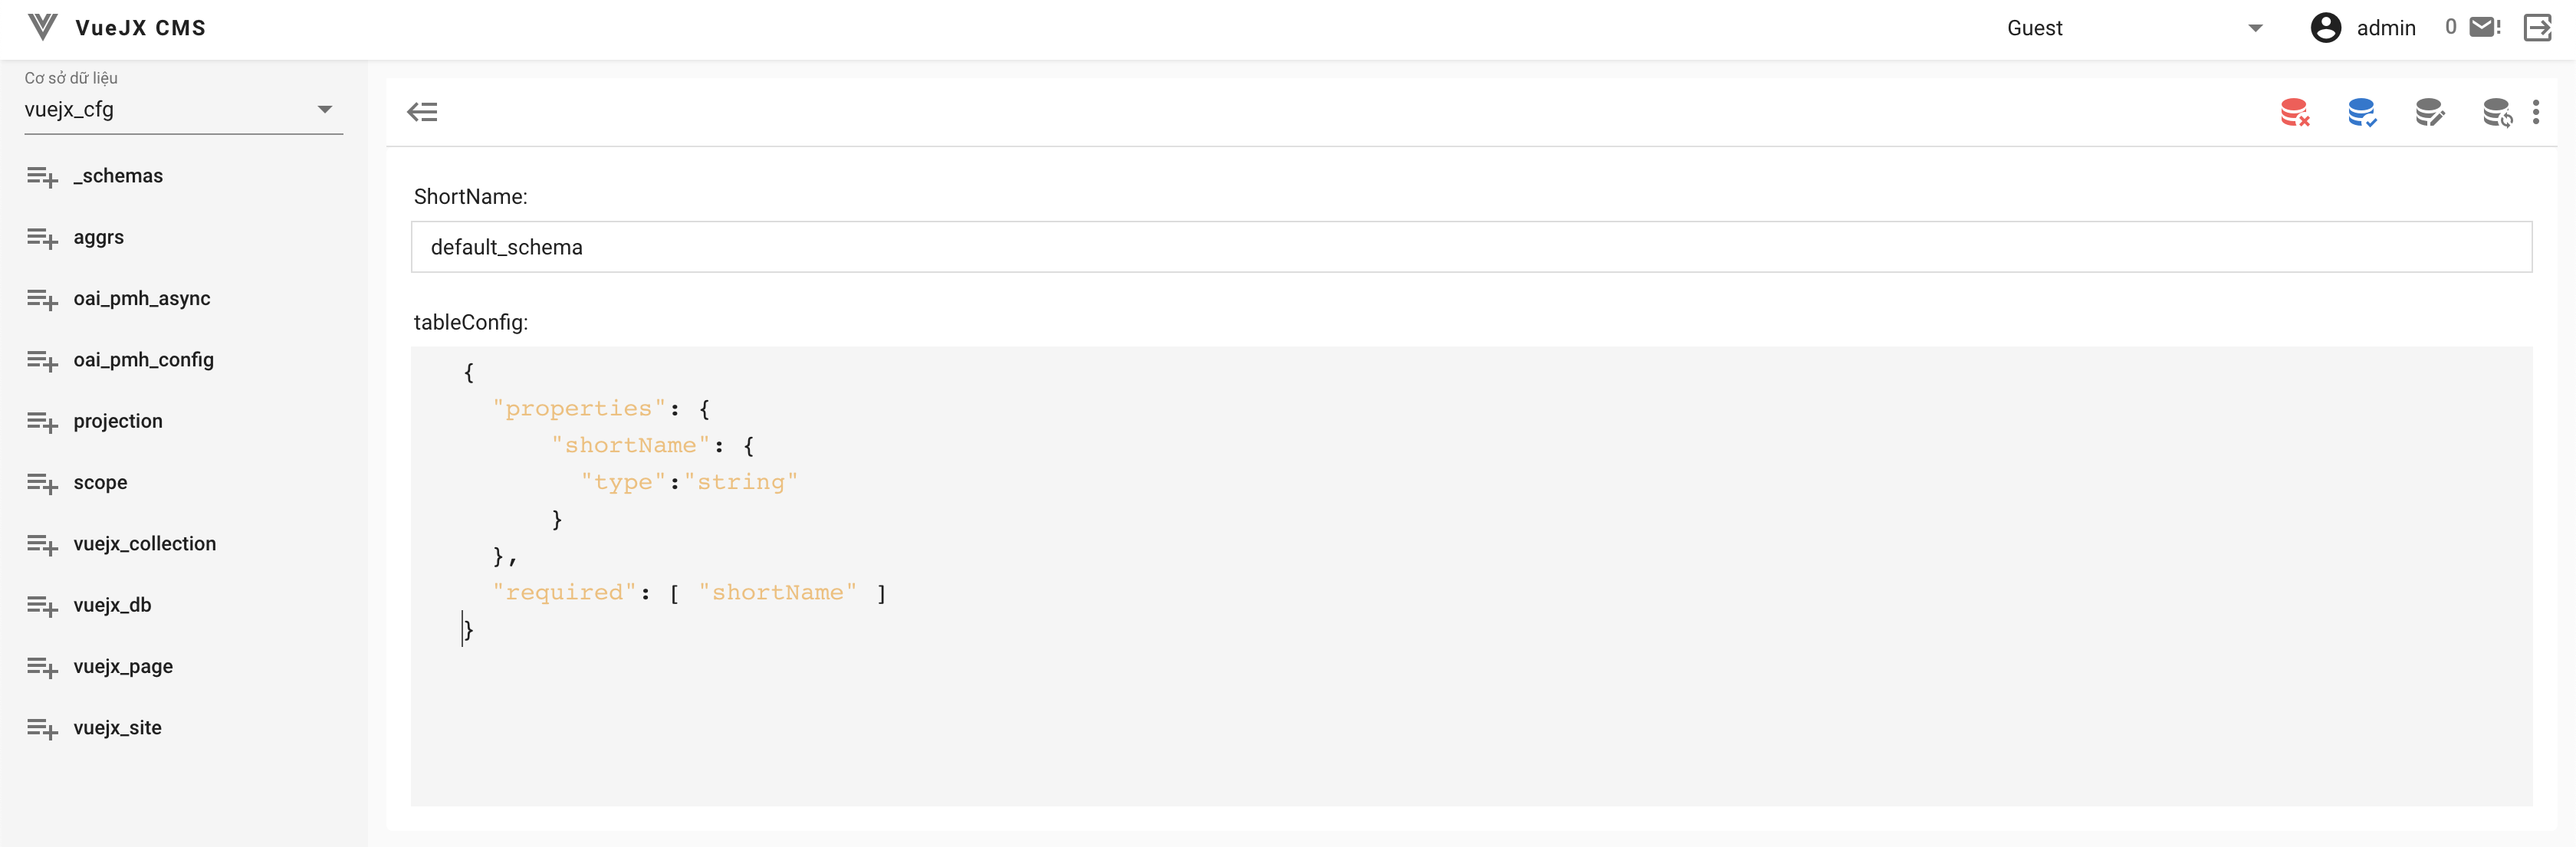 VueJX CMS
Guest
admin
0
Cơ sở dữ liệu
vuejx_cfg
_schemas
aggrs
oai_pmh_async
oai_pmh_config
projection
scope
vuejx_collection
vuejx_db
vuejx_page
vuejx_site
ShortName:
default_schema
tableConfig:
{
"properties": {
"shortName": {
"type":"string"
}
},
"required": [ "shortName" ]
}